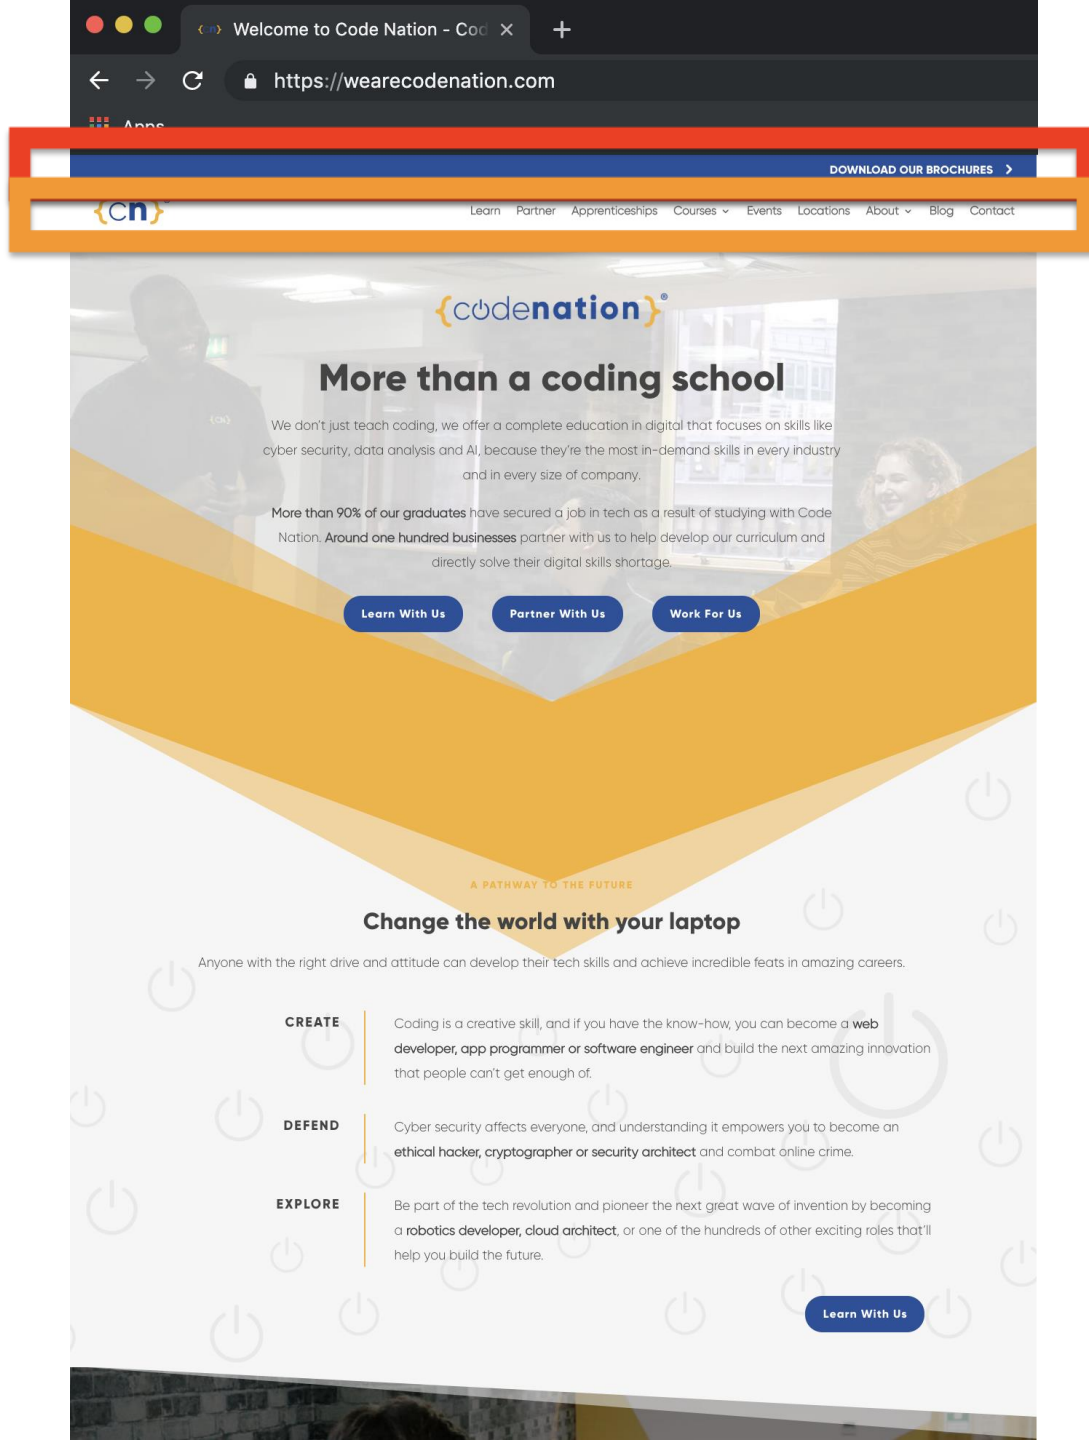 Welcome to Code Nation - Cod
https://wearecodenation.com
Apps
DOWNLOAD OUR BROCHURES
{cn}
Learn Partner Apprenticeships Courses Events Locations About Blog Contact
{codenation}®
More than a coding school
We don't just teach coding, we offer a complete education in digital that focuses on skills like
cyber security, data analysis and AI, because they're the most in-demand skills in every industry
and in every size of company.
More than 90% of our graduates have secured a job in tech as a result of studying with Code
Nation. Around one hundred businesses partner with us to help develop our curriculum and
directly solve their digital skills shortage.
Learn With Us Partner With Us Work For Us
A PATHWAY TO THE FUTURE
Change the world with your laptop
Anyone with the right drive and attitude can develop their tech skills and achieve incredible feats in amazing careers.
CREATE
Coding is a creative skill, and if you have the know-how, you can become a web
developer, app programmer or software engineer and build the next amazing innovation
that people can't get enough of.
DEFEND
Cyber security affects everyone, and understanding it empowers you to become an
ethical hacker, cryptographer or security architect and combat online crime.
EXPLORE
Be part of the tech revolution and pioneer the next great wave of invention by becoming
a robotics developer, cloud architect, or one of the hundreds of other exciting roles that'll
help you build the future.
Learn With Us